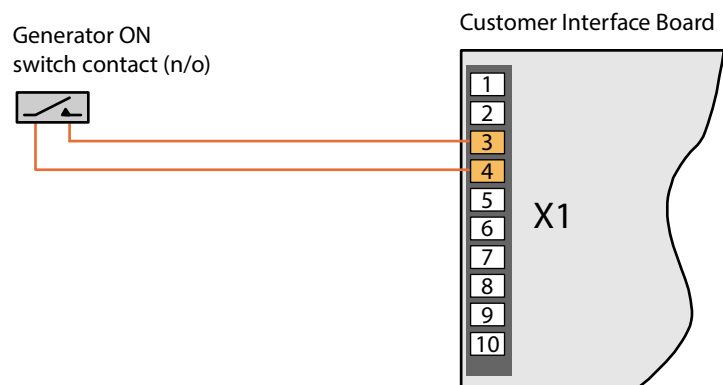 Customer Interface Board
Generator ON
switch contact (n/o)
1
2
3
4
5
6
7
8
9
10
X1